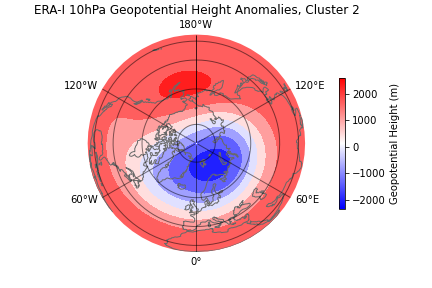 ERA-I 10hPa Geopotential Height Anomalies, Cluster 2
180°W
120°W
120°E
60°W
60°E
0°
2000
1000
0
−1000
−2000
Geopotential Height (m)